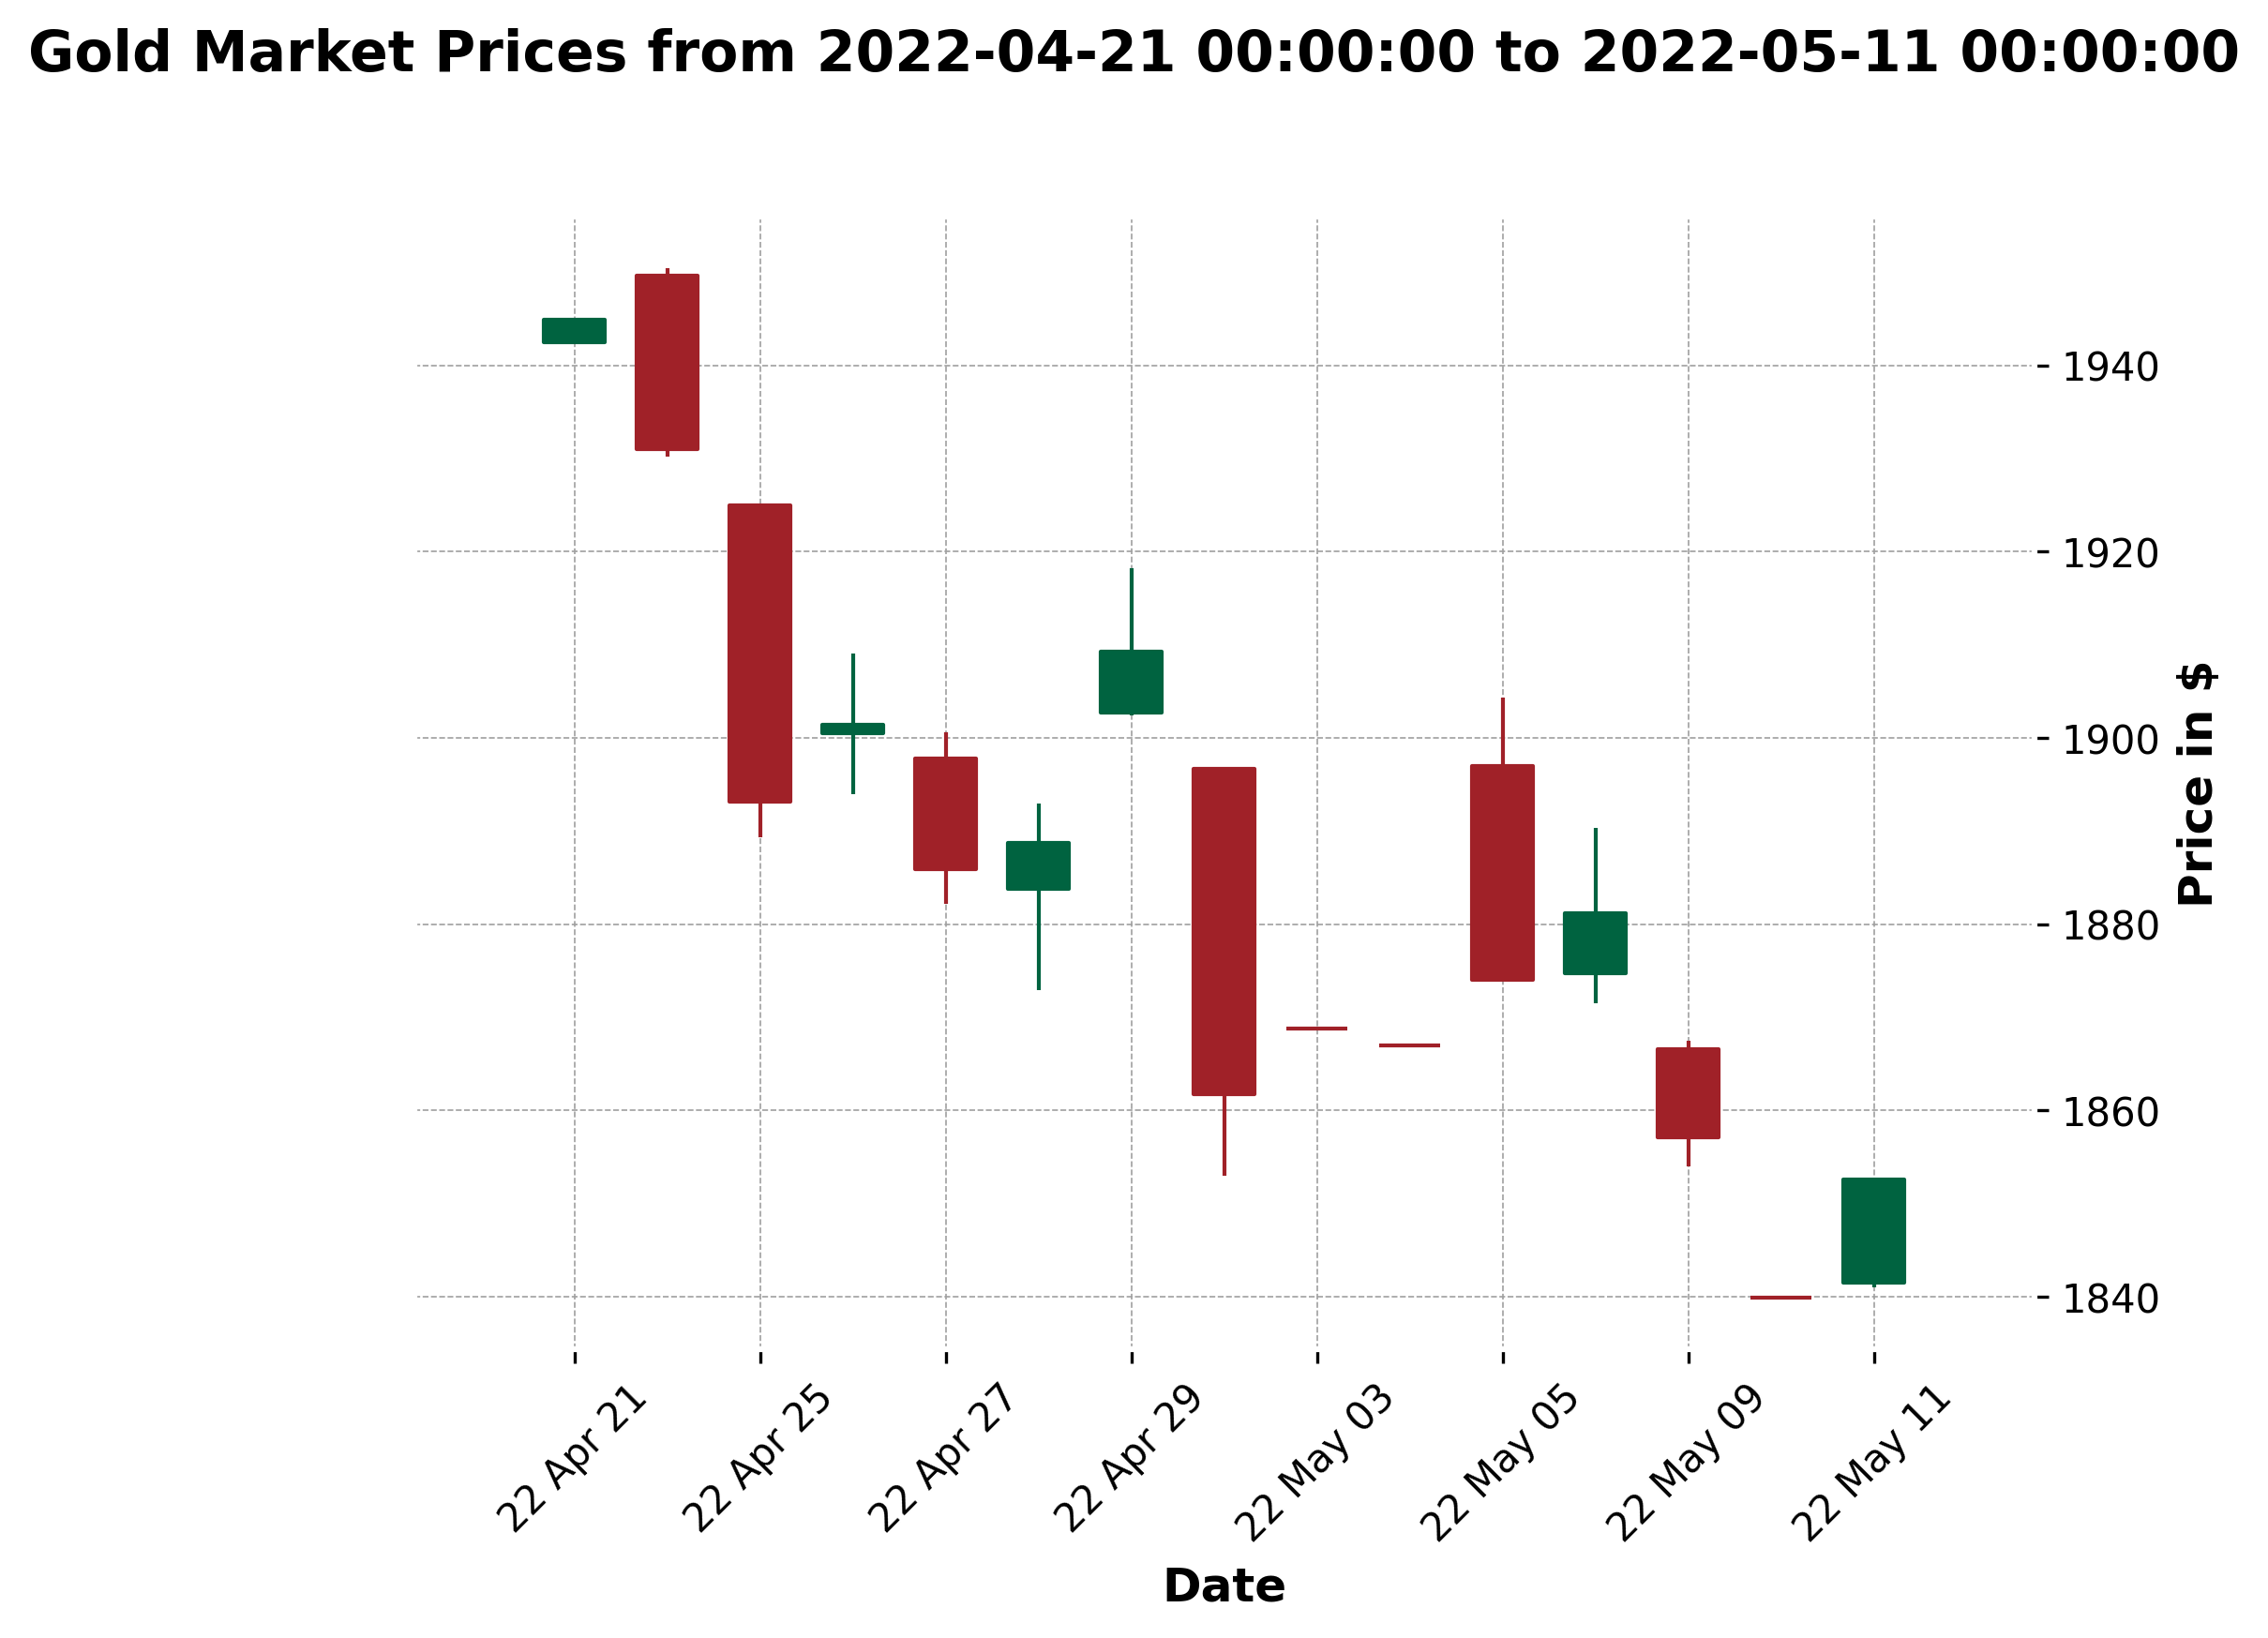 Gold Market Prices from 2022-04-21 00:00:00 to 2022-05-11 00:00:00
1940
1920
1900
1880
1860
1840
Price in $
22 Apr 21
22 Apr 25
22 Apr 27
22 Apr 29
22 May 03
22 May 05
22 May 09
22 May 11
Date